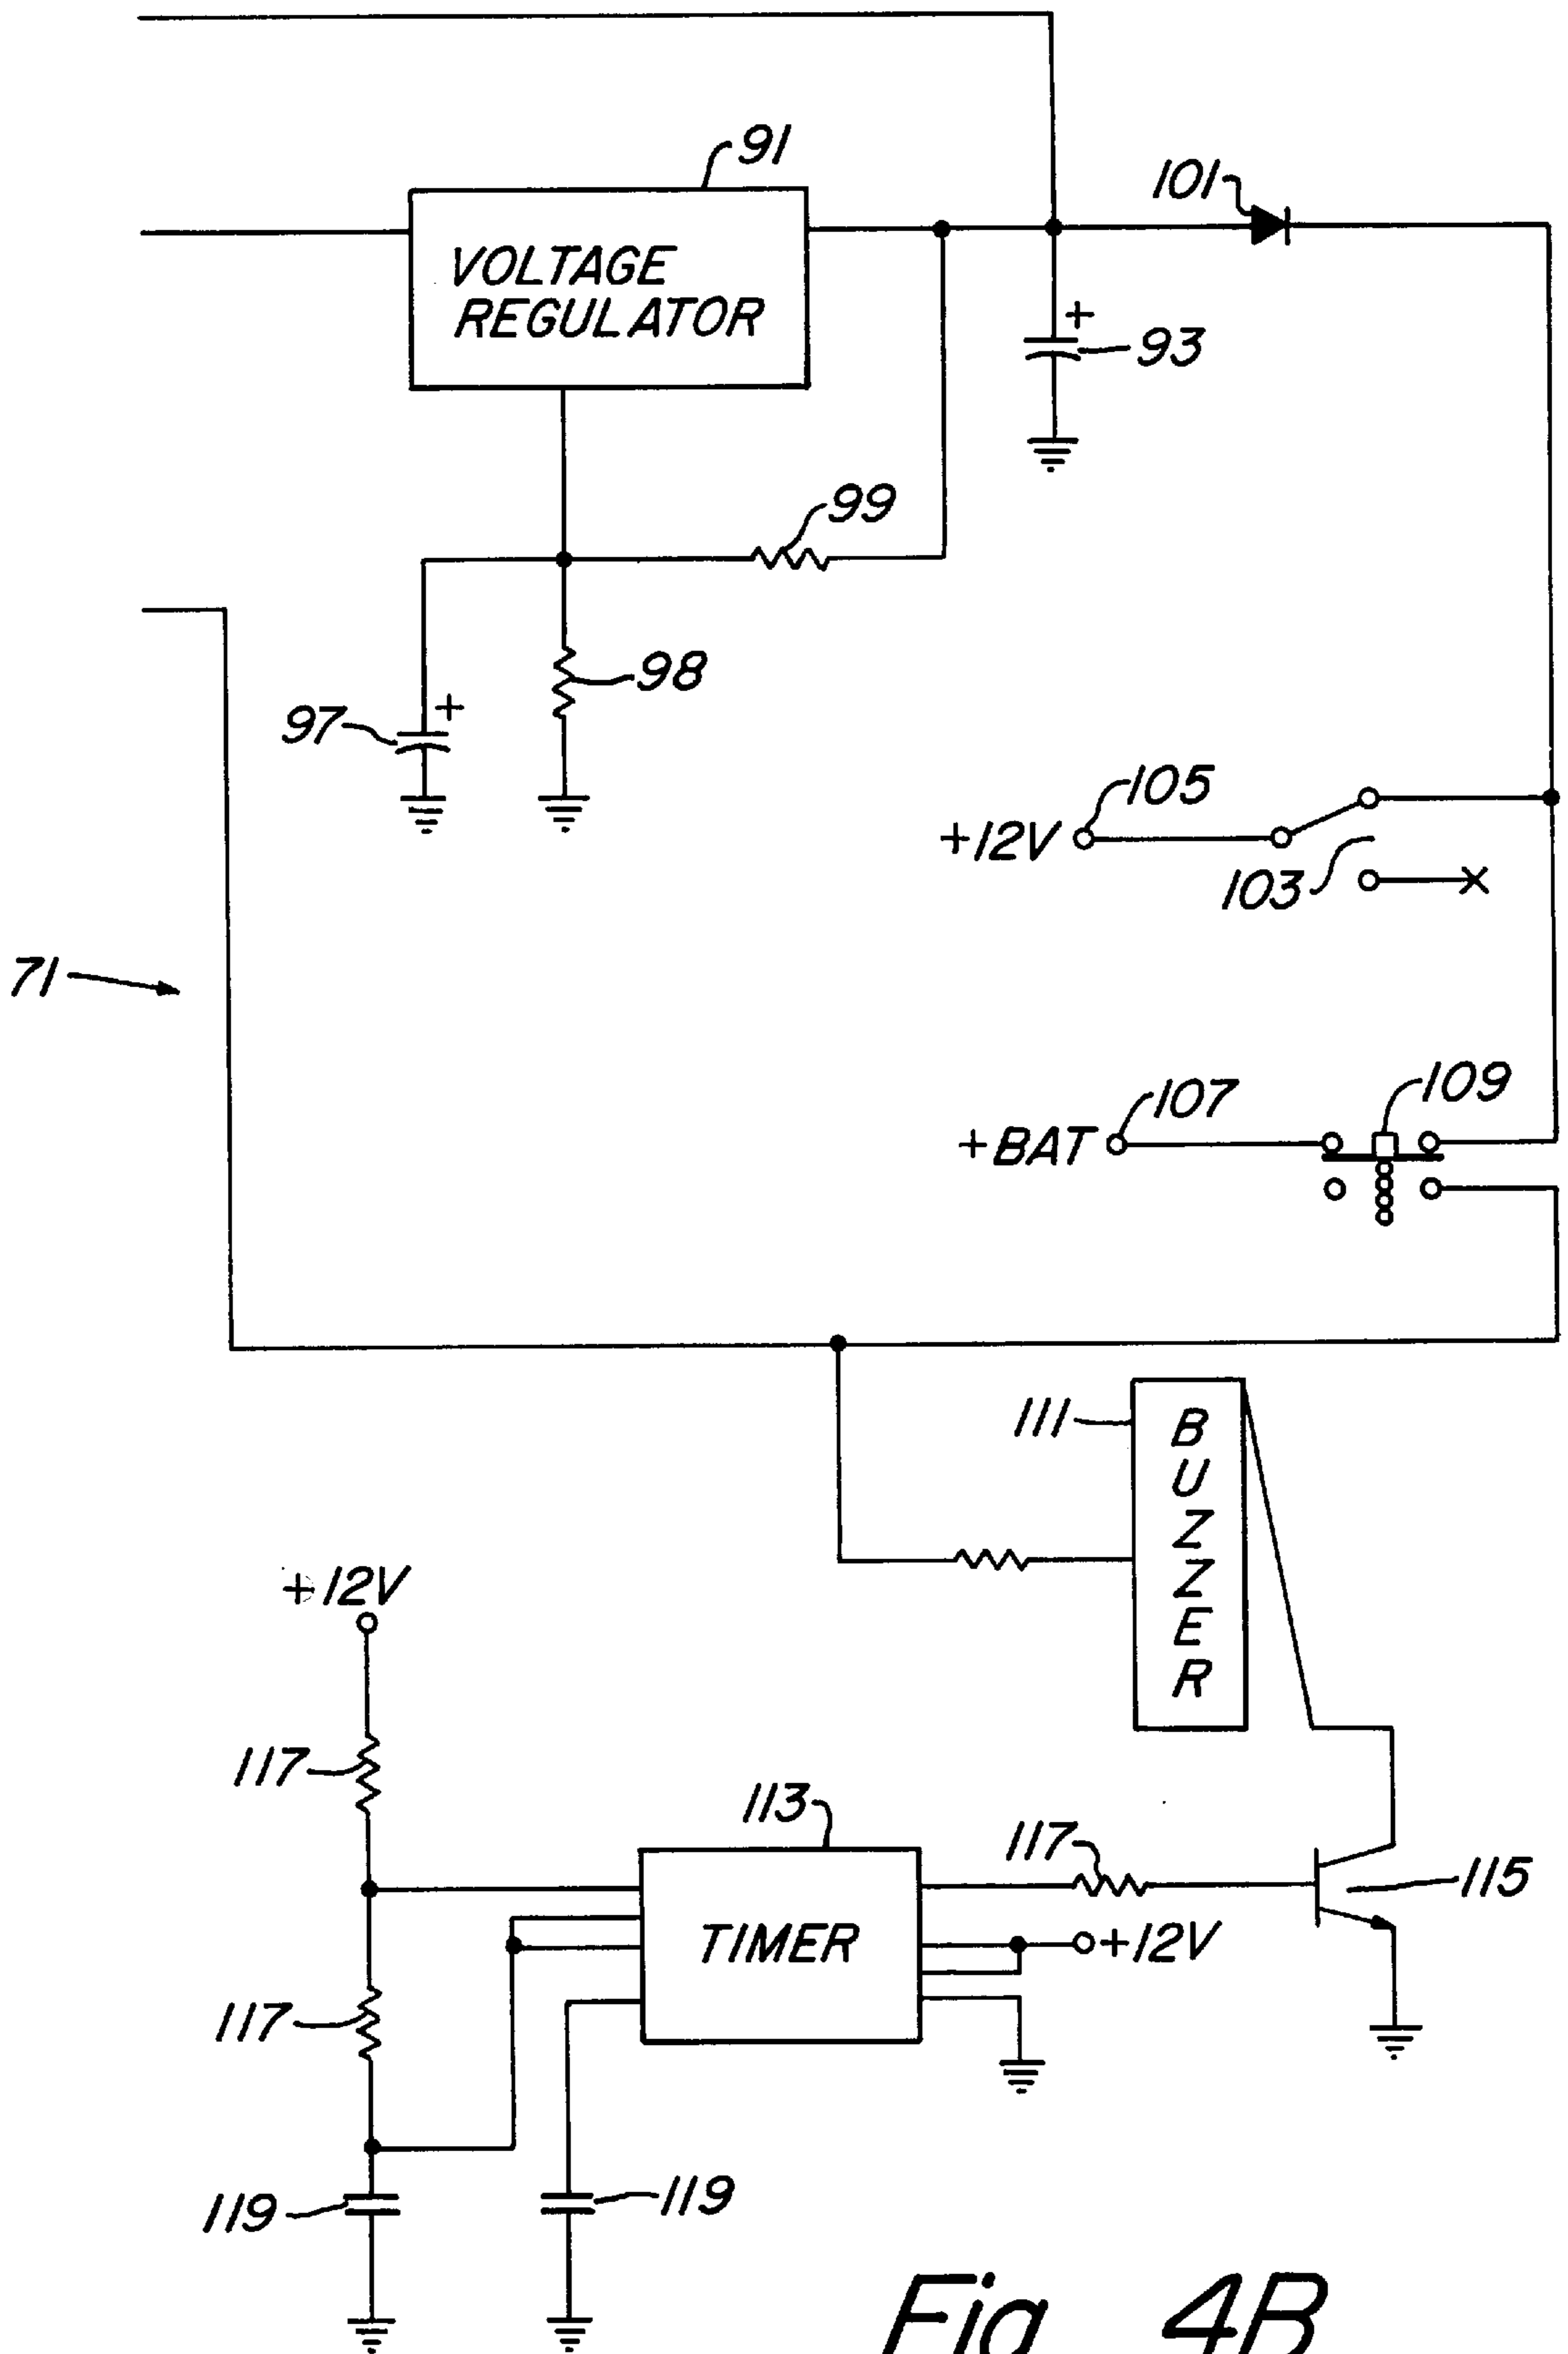 91
101
VOLTAGE
REGULATOR
+
93
99
98
+
97
105
+12V
103
71
107
109
+BAT
111
BUZZER
+12V
117
113
117
115
TIMER
+12V
117
119
119
Fig. 4B